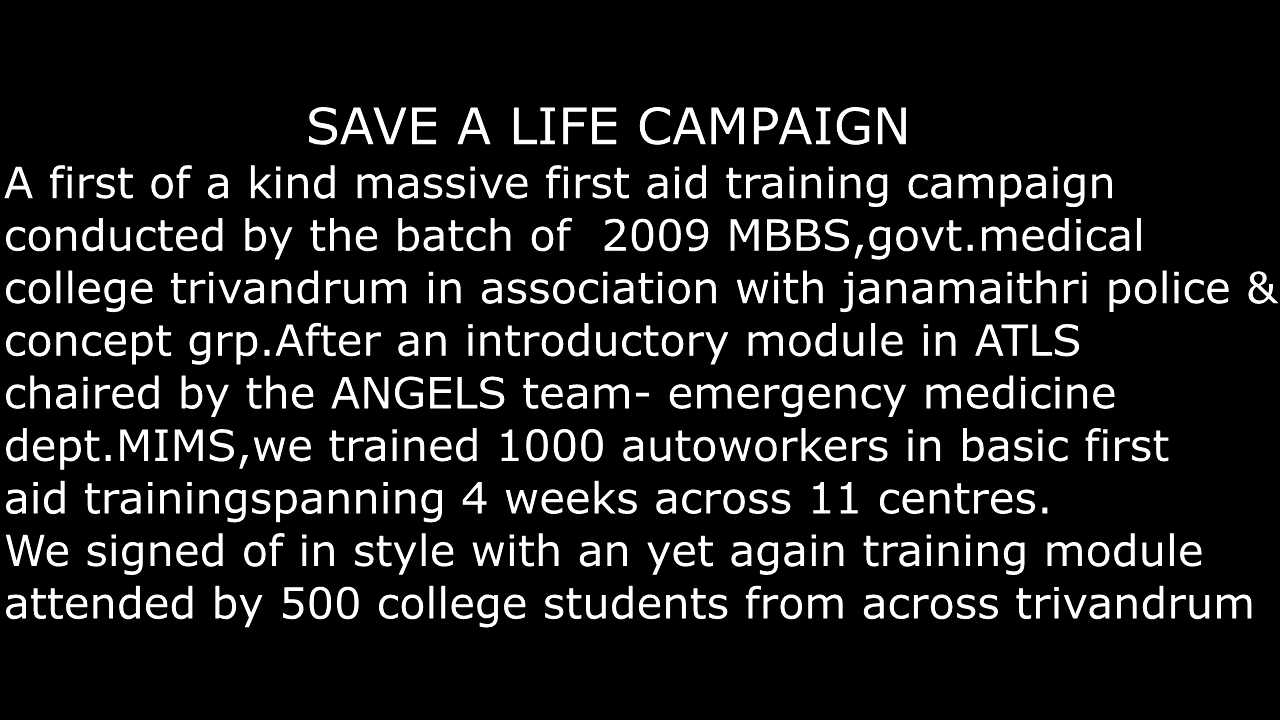 SAVE A LIFE CAMPAIGN
A first of a kind massive first aid training campaign
conducted by the batch of  2009 MBBS,govt.medical
college trivandrum in association with janamaithri police &
concept grp.After an introductory module in ATLS
chaired by the ANGELS team- emergency medicine
dept.MIMS,we trained 1000 autoworkers in basic first
aid trainingspanning 4 weeks across 11 centres.
We signed of in style with an yet again training module
attended by 500 college students from across trivandrum